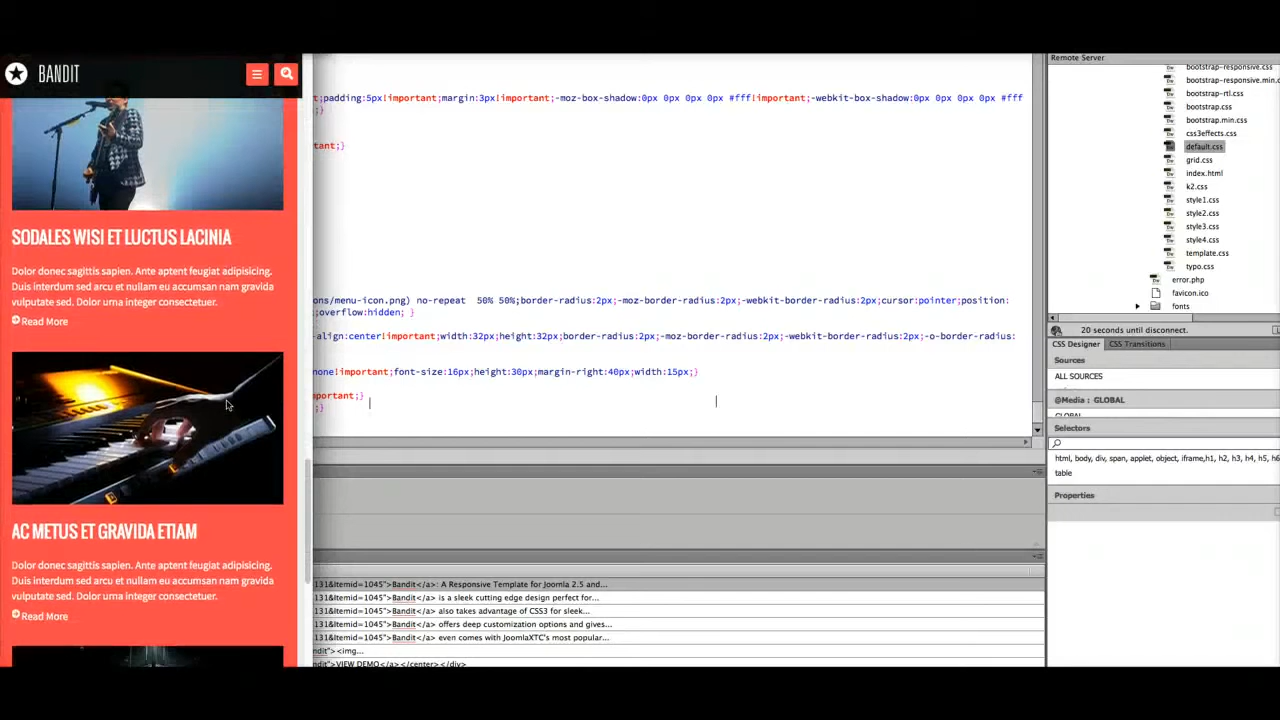 BANDIT
SODALES WISI ET LUCTUS LACINIA
Dolor donec sagittis sapien. Ante aptent feugiat adipisicing.
Duis interdum sed arcu et nullam eu accumsan nam gravida
vulputate sed. Dolor urna integer consectetuer.
Read More
AC METUS ET GRAVIDA ETIAM
Dolor donec sagittis sapien. Ante aptent feugiat adipisicing.
Duis interdum sed arcu et nullam eu accumsan nam gravida
vulputate sed. Dolor urna integer consectetuer.
Read More
t;padding:5px!important;margin:3px!important;-moz-box-shadow:0px 0px 0px 0px #fff!important;-webkit-box-shadow:0px 0px 0px 0px #fff
;}
tant;}
ons/menu-icon.png) no-repeat 50% 50%;border-radius:2px;-moz-border-radius:2px;-webkit-border-radius:2px;cursor:pointer;position:
;overflow:hidden; }
-align:center!important;width:32px;height:32px;border-radius:2px;-moz-border-radius:2px;-webkit-border-radius:2px;-o-border-radius:
none!important;font-size:16px;height:30px;margin-right:40px;width:15px;}
mportant;}
;}
131&Itemid=1045">Bandit</a>: A Responsive Template for Joomla 2.5 and...
131&Itemid=1045">Bandit</a> is a sleek cutting edge design perfect for...
131&Itemid=1045">Bandit</a> also takes advantage of CSS3 for sleek...
131&Itemid=1045">Bandit</a> offers deep customization options and gives...
131&Itemid=1045">Bandit</a> even comes with JoomlaXTC's most popular...
"><img...
ndit">VIEW DEMO</a></center></div>
Remote Server
bootstrap-responsive.css
bootstrap-responsive.min.c
bootstrap-rtl.css
bootstrap.css
bootstrap.min.css
css3effects.css
default.css
grid.css
index.html
k2.css
style1.css
style2.css
style3.css
style4.css
template.css
typo.css
error.php
favicon.ico
fonts
20 seconds until disconnect.
CSS Designer
CSS Transitions
Sources
ALL SOURCES
@Media : GLOBAL
GLOBAL
Selectors
html, body, div, span, applet, object, iframe,h1, h2, h3, h4, h5, h6
table
Properties